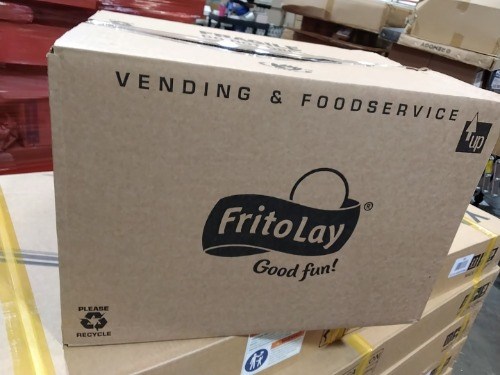 VENDING & FOODSERVICE
up
FritoLay®
Good fun!
PLEASE
RECYCLE